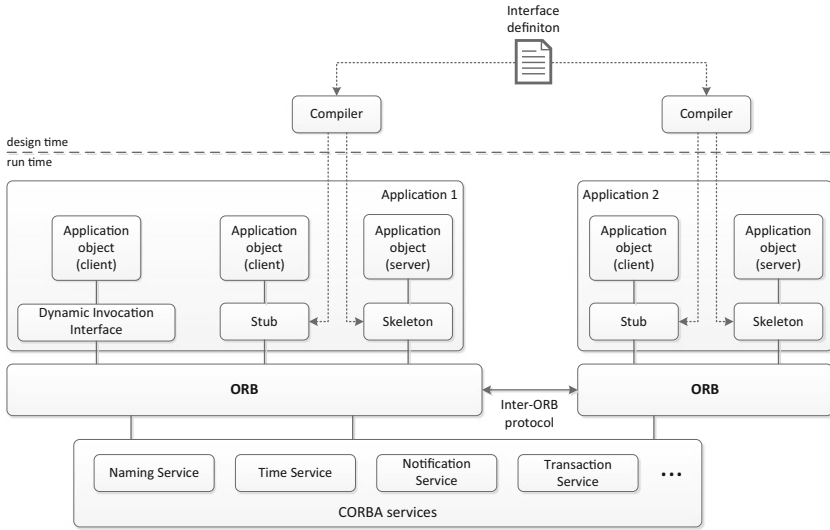 Interface
definiton
Compiler
Compiler
design time
run time
Application 1
Application 2
Application
object
(client)
Application
object
(client)
Application
object
(server)
Application
object
(client)
Application
object
(server)
Dynamic Invocation
Interface
Stub
Skeleton
Stub
Skeleton
ORB
ORB
Inter-ORB
protocol
Naming Service
Time Service
Notification
Service
Transaction
Service
...
CORBA services